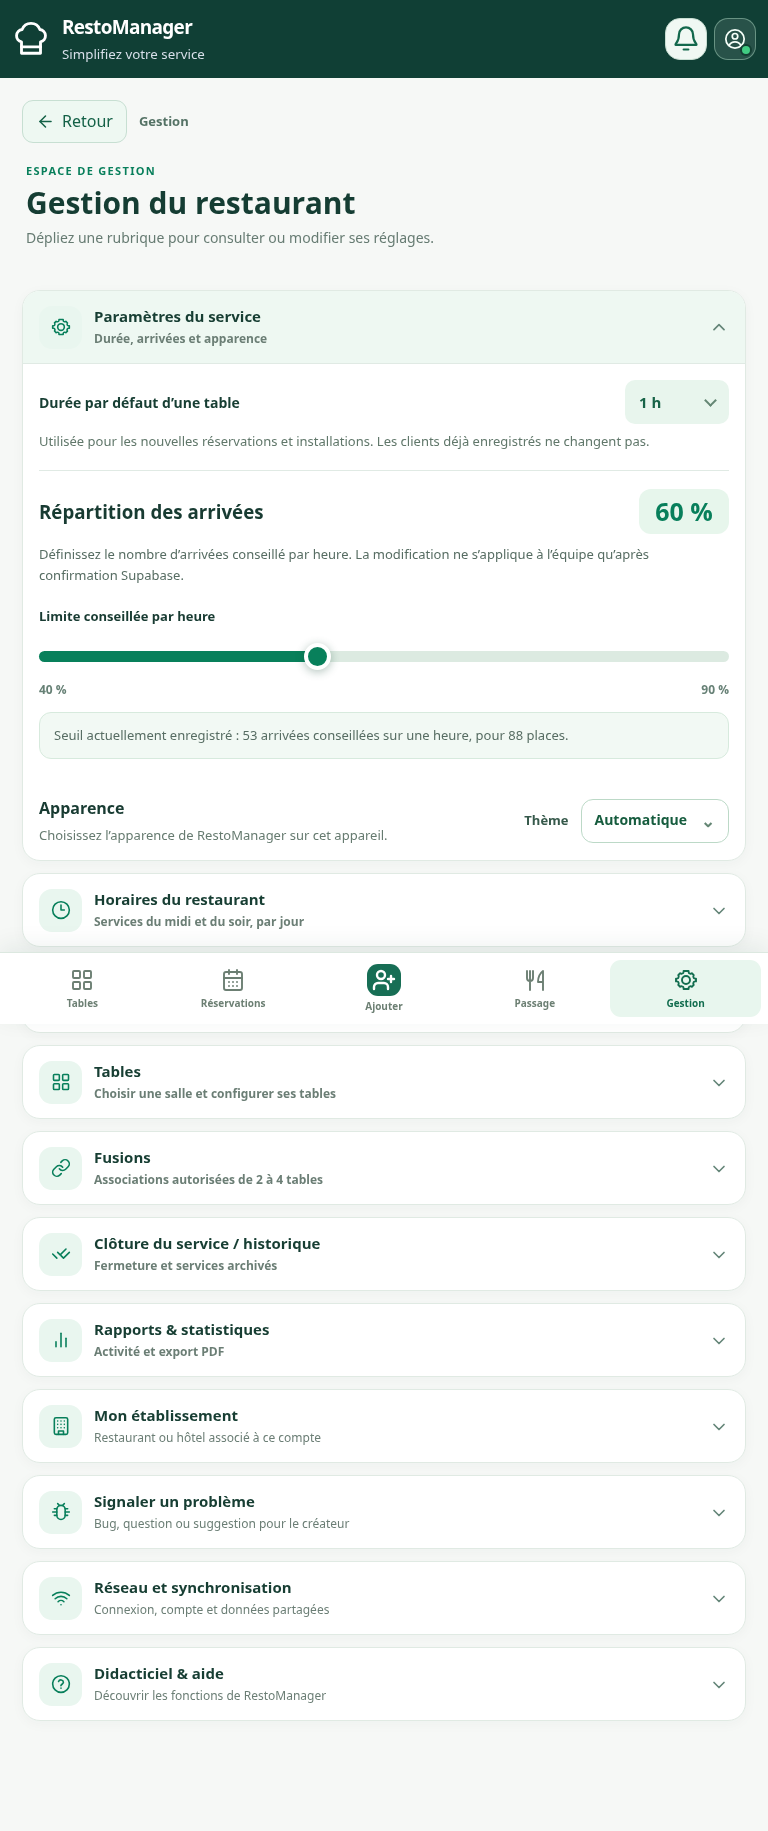 RestoManager
Simplifiez votre service
Retour
Gestion
ESPACE DE GESTION
Gestion du restaurant
Dépliez une rubrique pour consulter ou modifier ses réglages.
Paramètres du service
Durée, arrivées et apparence
Durée par défaut d’une table
1 h
Utilisée pour les nouvelles réservations et installations. Les clients déjà enregistrés ne changent pas.
Répartition des arrivées
60 %
Définissez le nombre d’arrivées conseillé par heure. La modification ne s’applique à l’équipe qu’après
confirmation Supabase.
Limite conseillée par heure
40 %
90 %
Seuil actuellement enregistré : 53 arrivées conseillées sur une heure, pour 88 places.
Apparence
Choisissez l’apparence de RestoManager sur cet appareil.
Thème
Automatique
Horaires du restaurant
Services du midi et du soir, par jour
Tables
Réservations
Ajouter
Passage
Gestion
Tables
Choisir une salle et configurer ses tables
Fusions
Associations autorisées de 2 à 4 tables
Clôture du service / historique
Fermeture et services archivés
Rapports & statistiques
Activité et export PDF
Mon établissement
Restaurant ou hôtel associé à ce compte
Signaler un problème
Bug, question ou suggestion pour le créateur
Réseau et synchronisation
Connexion, compte et données partagées
Didacticiel & aide
Découvrir les fonctions de RestoManager